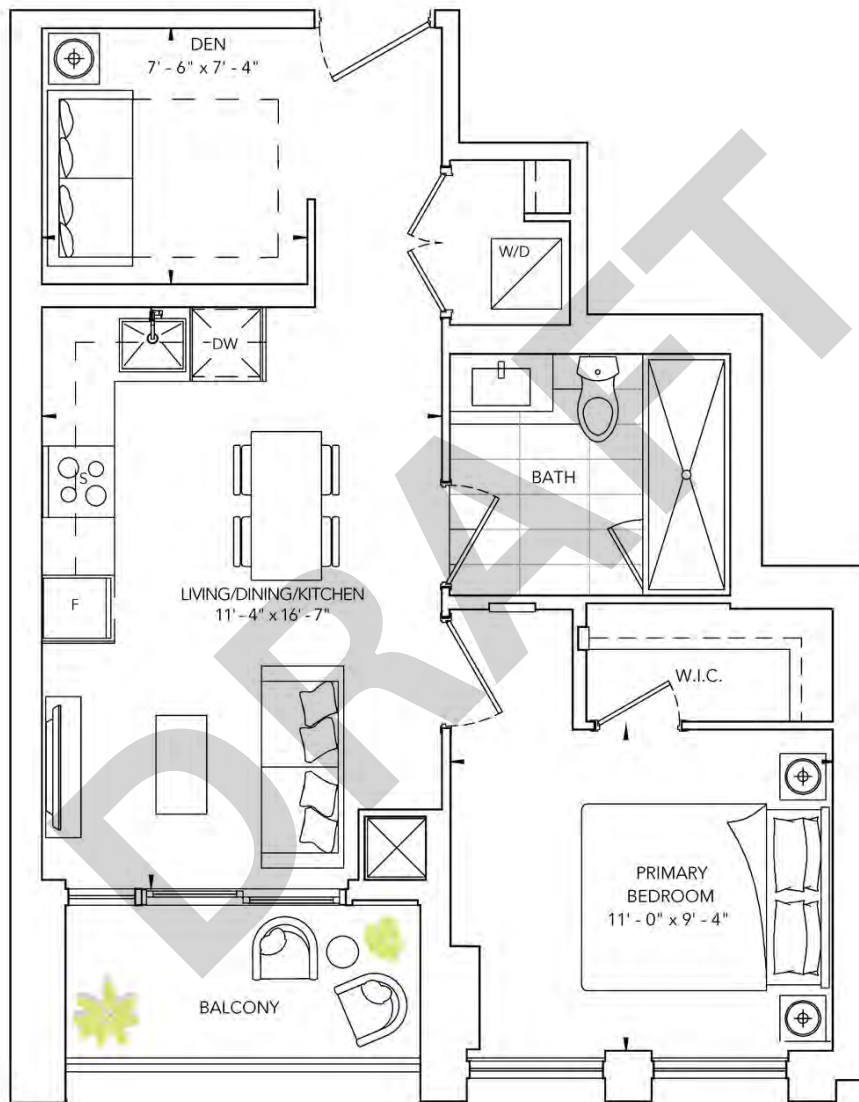 DEN
7' - 6" x 7' - 4"
W/D
DW
BATH
S
F
LIVING/DINING/KITCHEN
11' - 4" x 16' - 7"
W.I.C.
PRIMARY
BEDROOM
11' - 0" x 9' - 4"
BALCONY
DRAFT